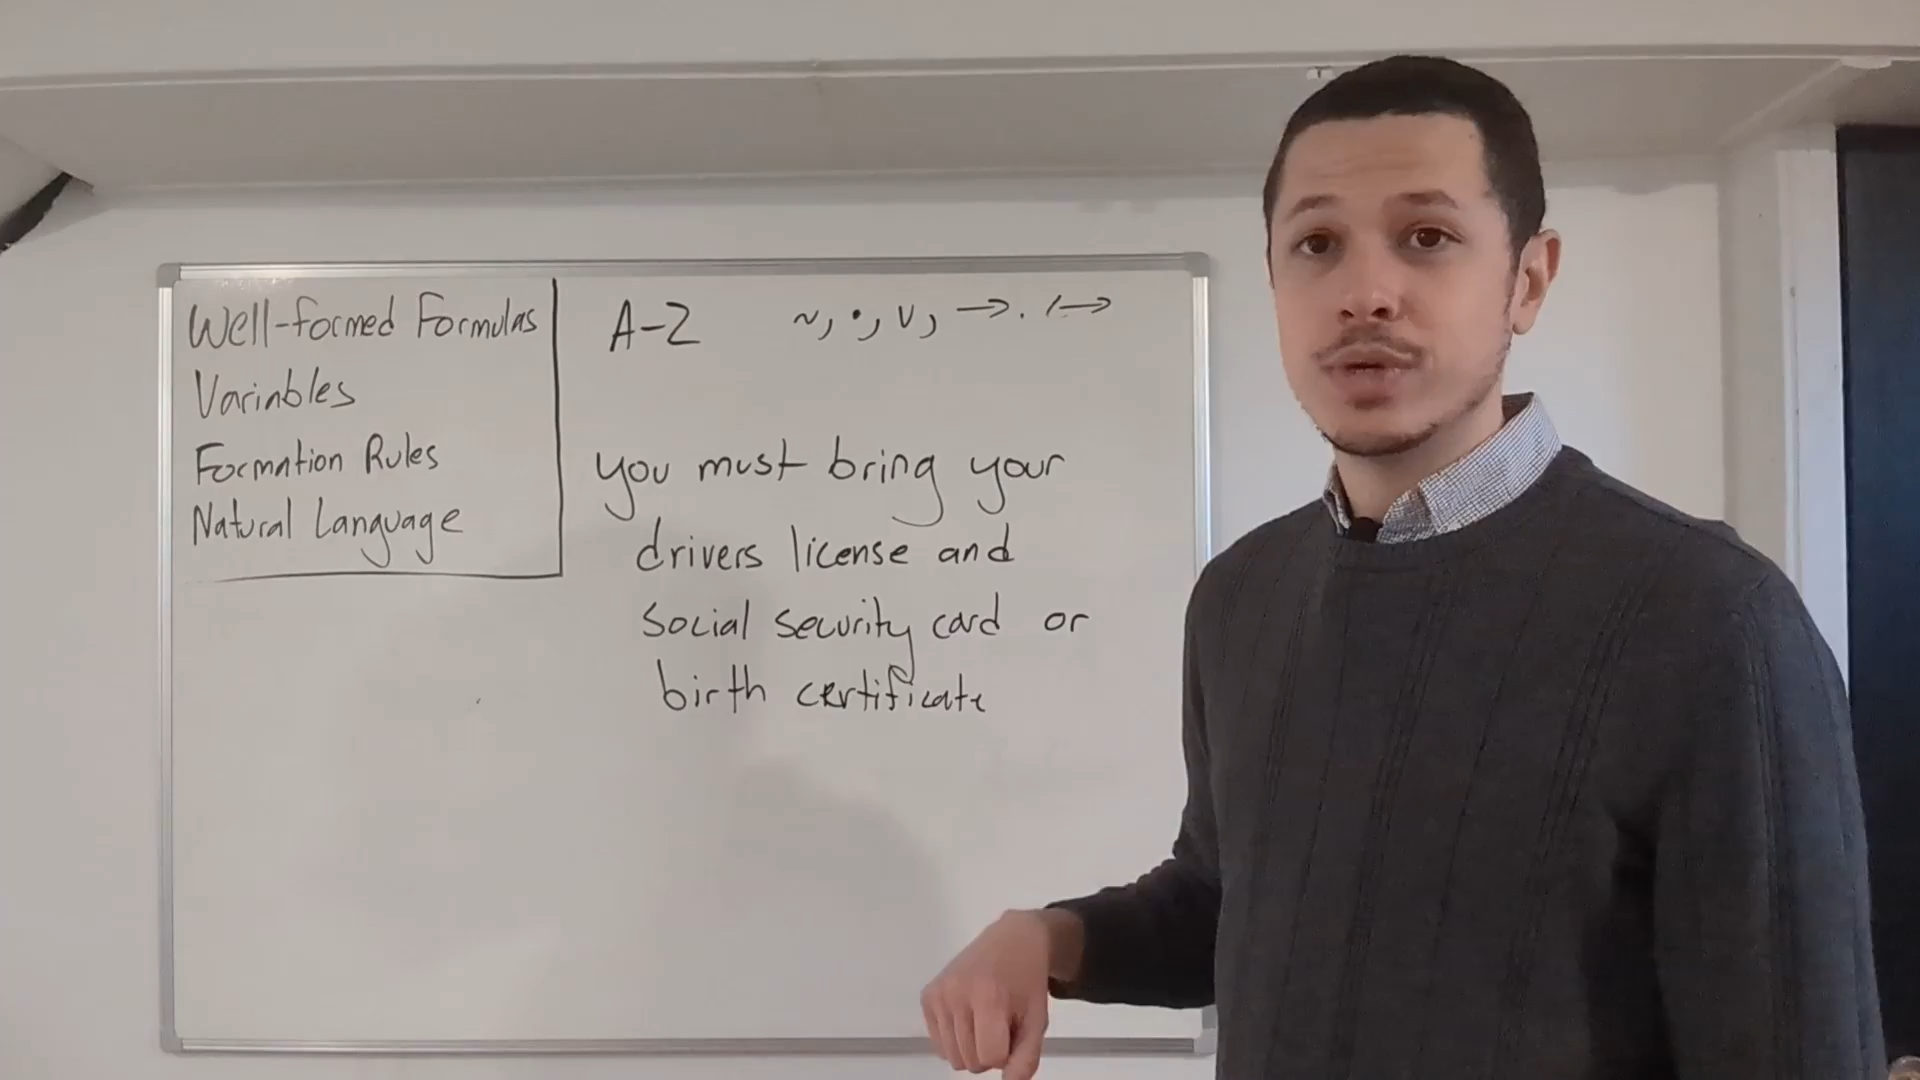 Well-formed Formulas
Variables
Formation Rules
Natural Language
A-Z ~, •, v, →. ↔
you must bring your
drivers license and
social security card or
birth certificate